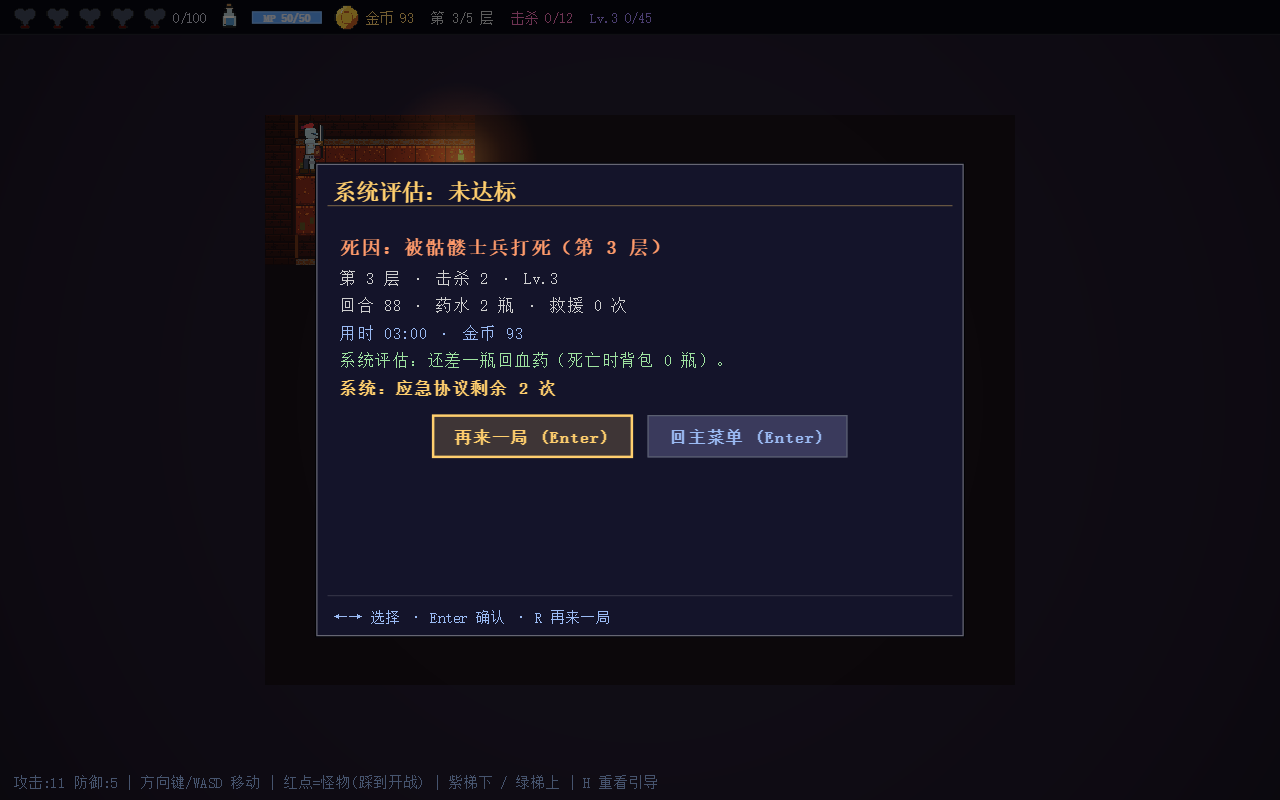 0/100 MP 50/50 金币 93 第 3/5 层 击杀 0/12 Lv.3 0/45
系统评估：未达标
死因：被骷髅士兵打死（第 3 层）
第 3 层 · 击杀 2 · Lv.3
回合 88 · 药水 2 瓶 · 救援 0 次
用时 03:00 · 金币 93
系统评估：还差一瓶回血药（死亡时背包 0 瓶）。
系统：应急协议剩余 2 次
再来一局 (Enter) 回主菜单 (Enter)
←→ 选择 · Enter 确认 · R 再来一局
攻击:11 防御:5 | 方向键/WASD 移动 | 红点=怪物(踩到开战) | 紫梯下 / 绿梯上 | H 重看引导